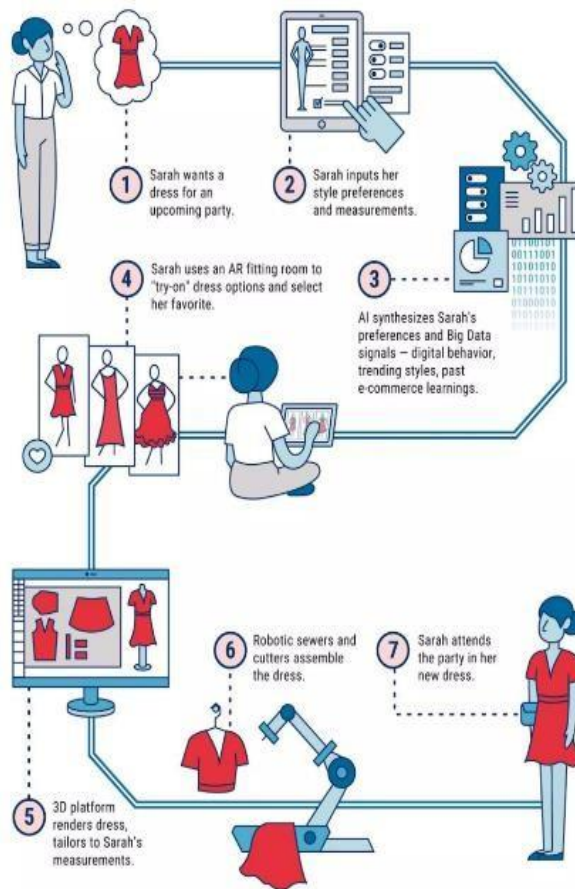 1
Sarah wants a
dress for an
upcoming party.
2
Sarah inputs her
style preferences
and measurements.
3
01100101
00111001
10101010
AI synthesizes Sarah's
preferences and Big Data
signals — digital behavior,
trending styles, past
e-commerce learnings.
4
Sarah uses an AR fitting room to
"try-on" dress options and select
her favorite.
5
3D platform
renders dress,
tailors to Sarah's
measurements.
6
Robotic sewers and
cutters assemble
the dress.
7
Sarah attends
the party in her
new dress.